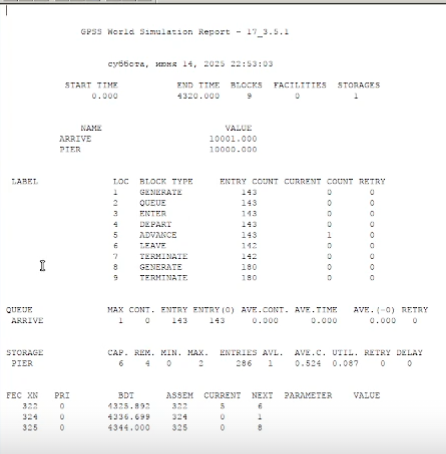 GPSS World Simulation Report - 17_3.5.1
суббота, июня 14, 2025 22:53:03
START TIME END TIME BLOCKS FACILITIES STORAGES
0.000 4320.000 9 0 1
NAME VALUE
ARRIVE 10001.000
PIER 10000.000
LABEL LOC BLOCK TYPE ENTRY COUNT CURRENT COUNT RETRY
1 GENERATE 143 0 0
2 QUEUE 143 0 0
3 ENTER 143 0 0
4 DEPART 143 0 0
5 ADVANCE 143 1 0
6 LEAVE 142 0 0
7 TERMINATE 142 0 0
8 GENERATE 180 0 0
9 TERMINATE 180 0 0
QUEUE MAX CONT. ENTRY ENTRY(0) AVE.CONT. AVE.TIME AVE.(-0) RETRY
ARRIVE 1 0 143 143 0.000 0.000 0.000 0
STORAGE CAP. REM. MIN. MAX. ENTRIES AVL. AVE.C. UTIL. RETRY DELAY
PIER 6 4 0 2 286 1 0.524 0.087 0 0
FEC XN PRI BDT ASSEM CURRENT NEXT PARAMETER VALUE
322 0 4325.892 322 5 6
324 0 4336.699 324 0 1
325 0 4344.000 325 0 8